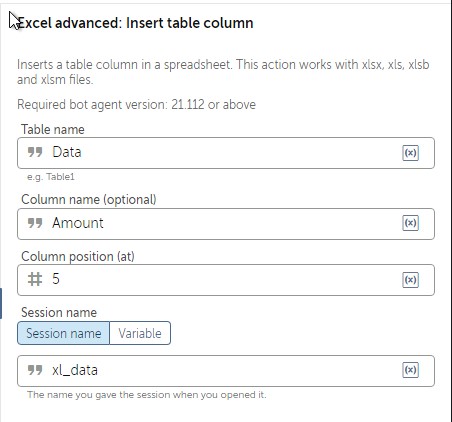 Excel advanced: Insert table column
Inserts a table column in a spreadsheet. This action works with xlsx, xls, xlsb
and xlsm files.
Required bot agent version: 21.112 or above
Table name
Data (x)
e.g. Table1
Column name (optional)
Amount (x)
Column position (at)
# 5 (x)
Session name
Session name Variable
xl_data (x)
The name you gave the session when you opened it.